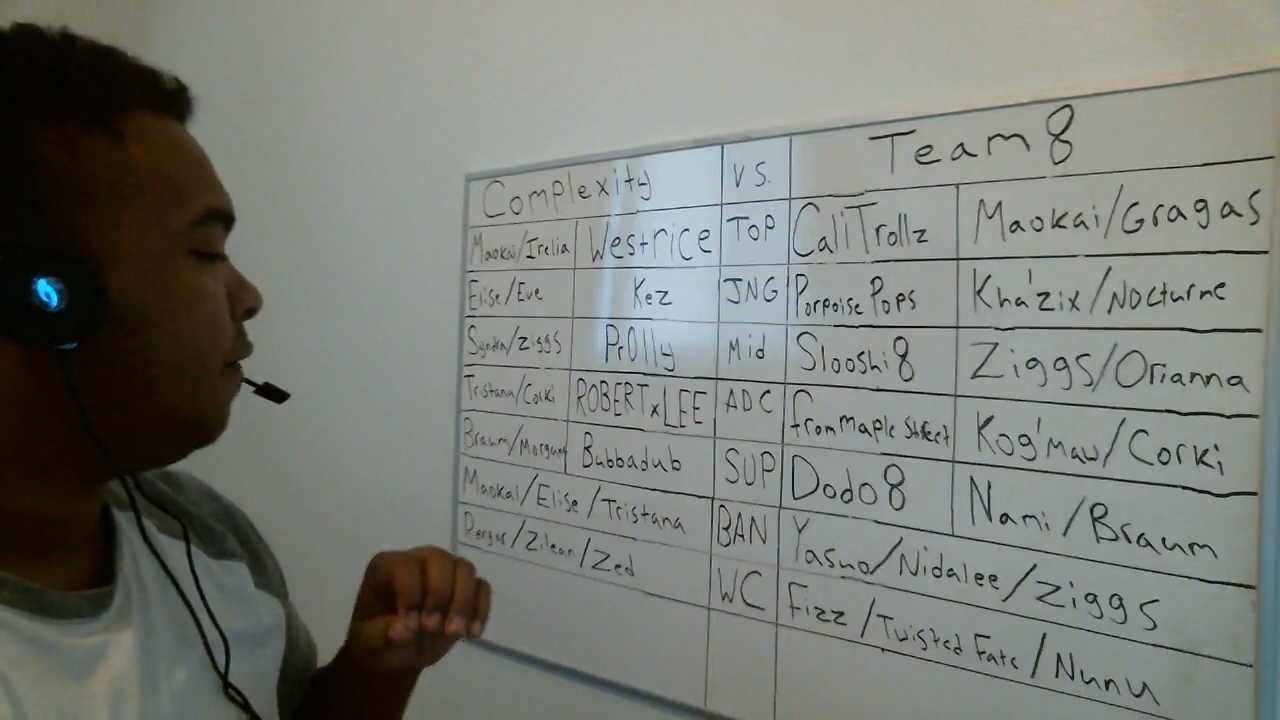 Complexity VS. Team 8
Maokai/Irelia Westrice TOP CaliTrollz Maokai/Gragas
Elise/Eve Kez JNG Porpoise Pops Kha'zix/Nocturne
Syndra/Ziggs Pr0lly Mid Slooshi8 Ziggs/Orianna
Tristana/Corki ROBERTxLEE ADC fromMaple Street Kog'Maw/Corki
Braum/Morgana Bubbadub SUP Dodo8 Nami/Braum
Maokai/Elise/Tristana BAN Yasuo/Nidalee/Ziggs
/Zilean/Zed WC Fizz/Twisted Fate/Nunu